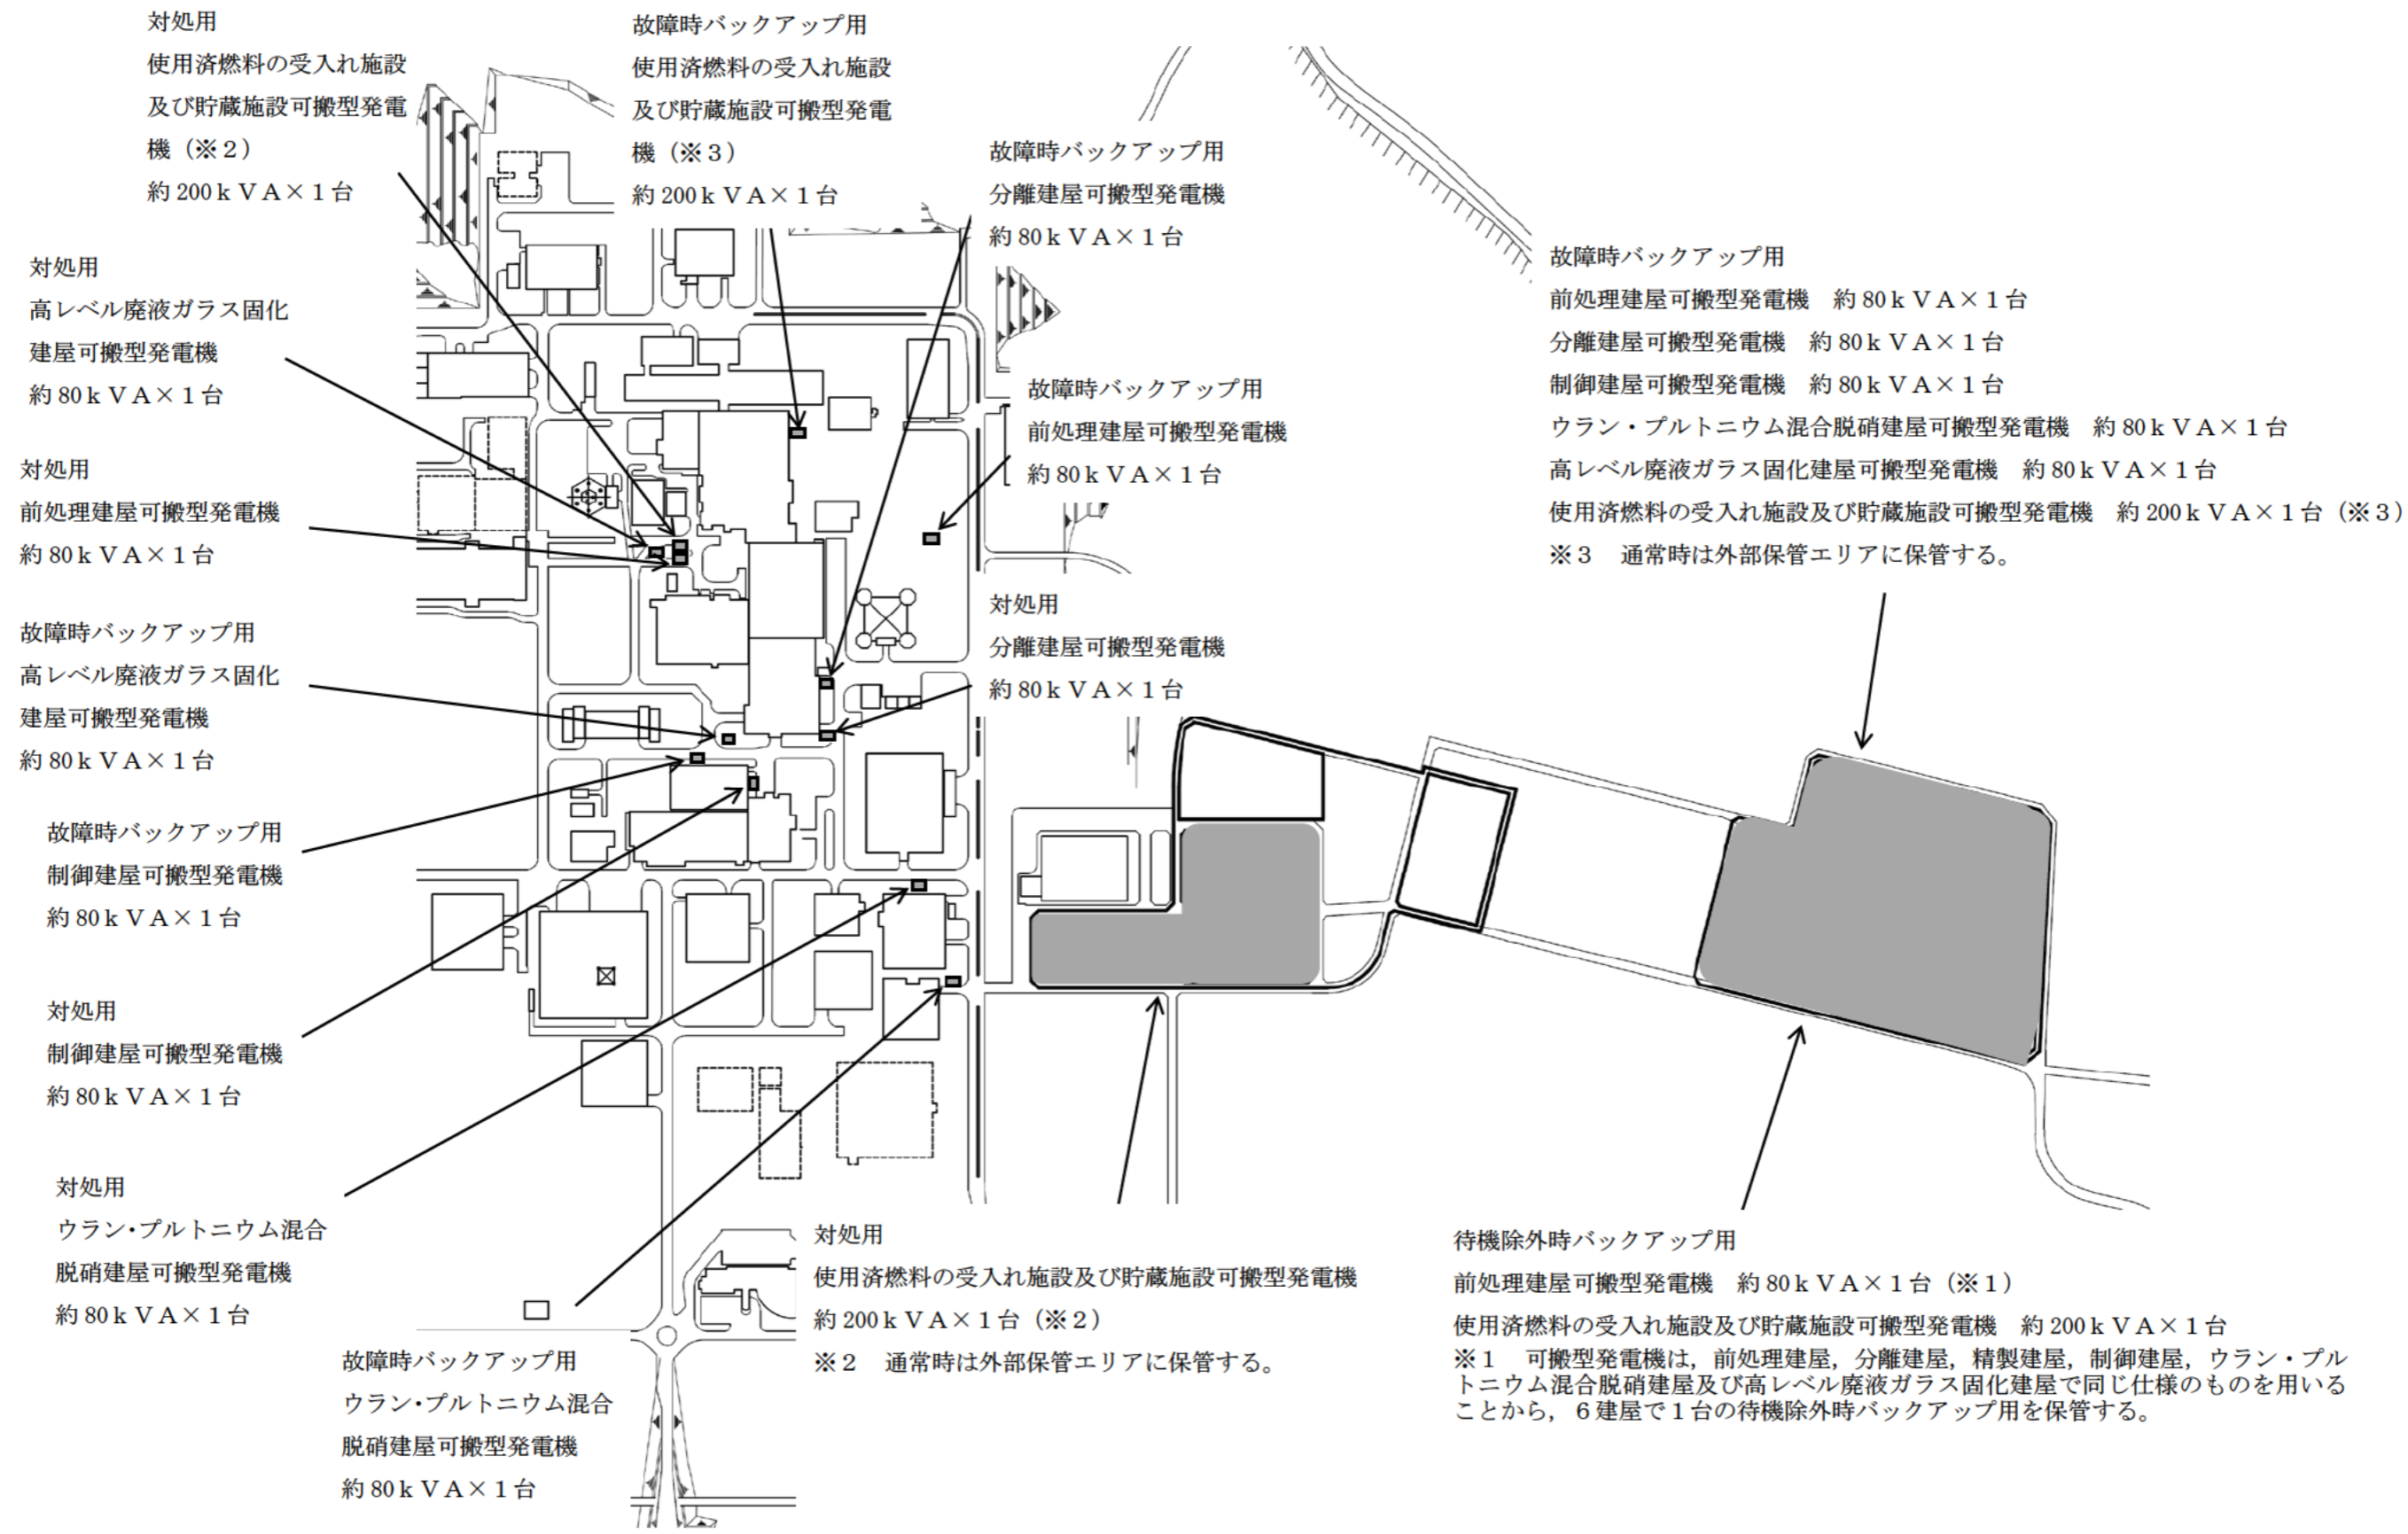 対処用
使用済燃料の受入れ施設
及び貯蔵施設可搬型発電
機（※２）
約 200ｋＶＡ×１台
故障時バックアップ用
使用済燃料の受入れ施設
及び貯蔵施設可搬型発電
機（※３）
約 200ｋＶＡ×１台
故障時バックアップ用
分離建屋可搬型発電機
約 80ｋＶＡ×１台
対処用
高レベル廃液ガラス固化
建屋可搬型発電機
約 80ｋＶＡ×１台
故障時バックアップ用
前処理建屋可搬型発電機　約 80ｋＶＡ×１台
分離建屋可搬型発電機　約 80ｋＶＡ×１台
制御建屋可搬型発電機　約 80ｋＶＡ×１台
ウラン・プルトニウム混合脱硝建屋可搬型発電機　約 80ｋＶＡ×１台
高レベル廃液ガラス固化建屋可搬型発電機　約 80ｋＶＡ×１台
使用済燃料の受入れ施設及び貯蔵施設可搬型発電機　約 200ｋＶＡ×１台（※３）
※３　通常時は外部保管エリアに保管する。
故障時バックアップ用
前処理建屋可搬型発電機
約 80ｋＶＡ×１台
対処用
前処理建屋可搬型発電機
約 80ｋＶＡ×１台
対処用
分離建屋可搬型発電機
約 80ｋＶＡ×１台
故障時バックアップ用
高レベル廃液ガラス固化
建屋可搬型発電機
約 80ｋＶＡ×１台
故障時バックアップ用
制御建屋可搬型発電機
約 80ｋＶＡ×１台
対処用
制御建屋可搬型発電機
約 80ｋＶＡ×１台
対処用
ウラン・プルトニウム混合
脱硝建屋可搬型発電機
約 80ｋＶＡ×１台
故障時バックアップ用
ウラン・プルトニウム混合
脱硝建屋可搬型発電機
約 80ｋＶＡ×１台
対処用
使用済燃料の受入れ施設及び貯蔵施設可搬型発電機
約 200ｋＶＡ×１台（※２）
※２　通常時は外部保管エリアに保管する。
待機除外時バックアップ用
前処理建屋可搬型発電機　約 80ｋＶＡ×１台（※１）
使用済燃料の受入れ施設及び貯蔵施設可搬型発電機　約 200ｋＶＡ×１台
※１　可搬型発電機は，前処理建屋，分離建屋，精製建屋，制御建屋，ウラン・プル
トニウム混合脱硝建屋及び高レベル廃液ガラス固化建屋で同じ仕様のものを用いる
ことから，６建屋で１台の待機除外時バックアップ用を保管する。